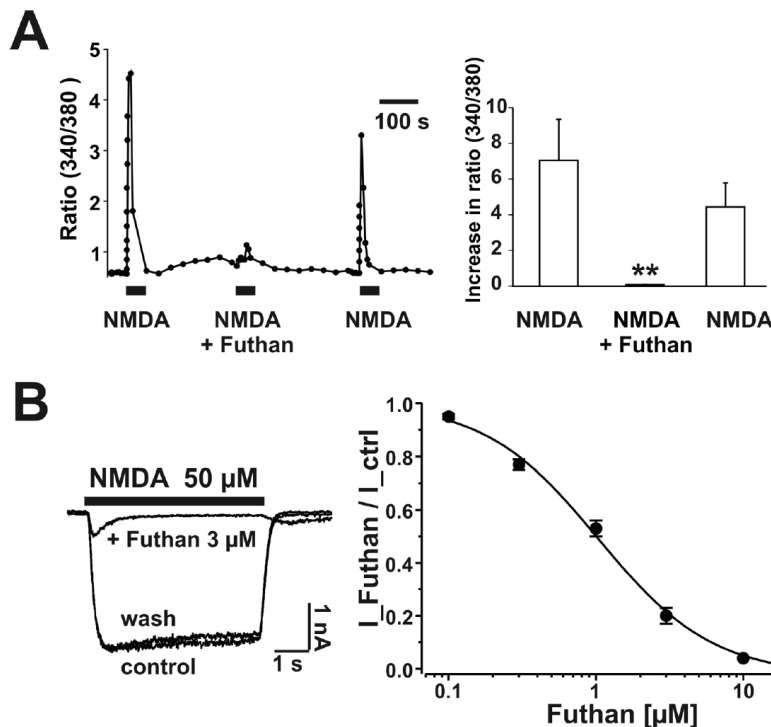 A
Ratio (340/380 )
5
4
3
2
1
100 s
NMDA
NMDA
+ Futhan
NMDA
Increase in ratio (340/380)
10
8
6
4
2
0
**
NMDA
NMDA
+ Futhan
NMDA
B
NMDA 50 µM
+ Futhan 3 µM
wash
control
1 nA
1 s
I_Futhan / I_ctrl
1.0
0.8
0.6
0.4
0.2
0.0
0.1
1
10
Futhan [µM]